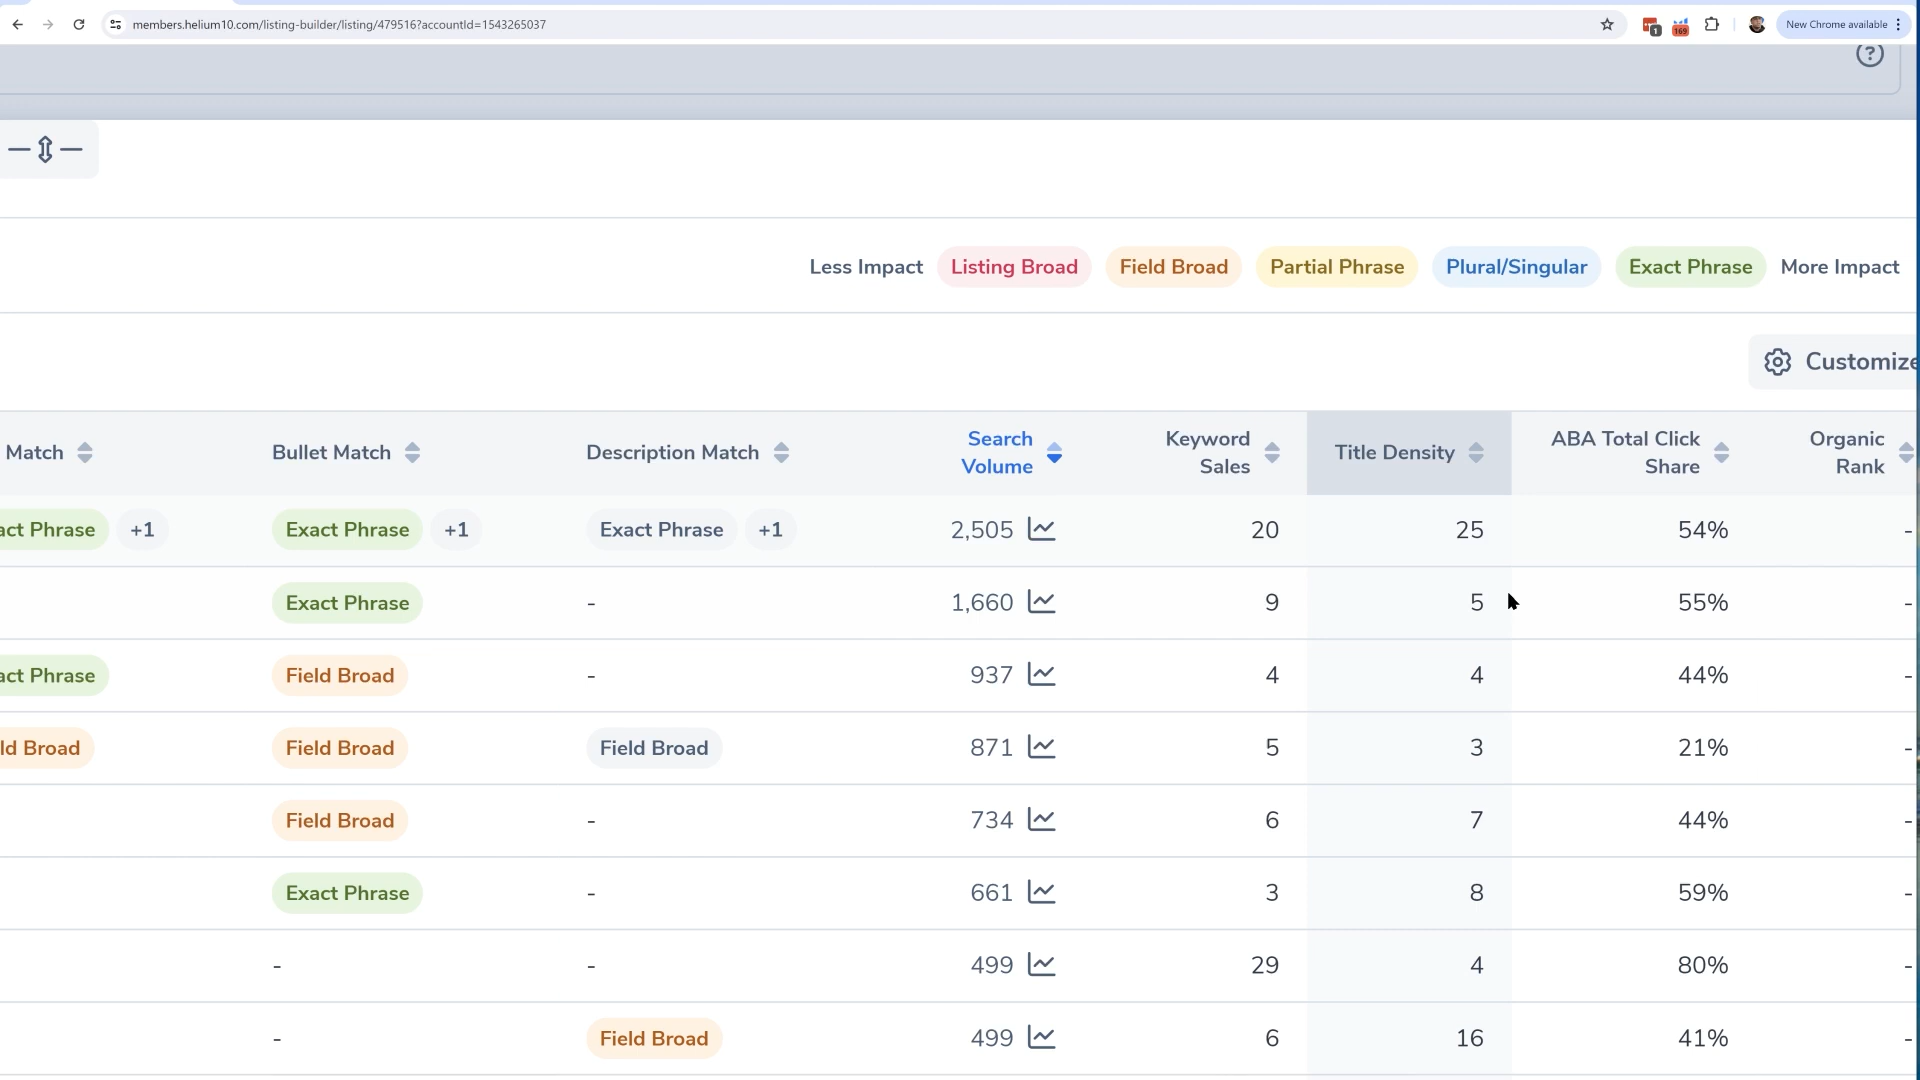 members.helium10.com/listing-builder/listing/479516?accountId=1543265037
1
169
New Chrome available
Less Impact Listing Broad Field Broad Partial Phrase Plural/Singular Exact Phrase More Impact
Customize
Match Bullet Match Description Match Search Volume Keyword Sales Title Density ABA Total Click Share Organic Rank
act Phrase +1 Exact Phrase +1 Exact Phrase +1 2,505 20 25 54% -
Exact Phrase - 1,660 9 5 55% -
act Phrase Field Broad - 937 4 4 44% -
ld Broad Field Broad Field Broad 871 5 3 21% -
Field Broad - 734 6 7 44% -
Exact Phrase - 661 3 8 59% -
- - 499 29 4 80% -
- Field Broad 499 6 16 41% -